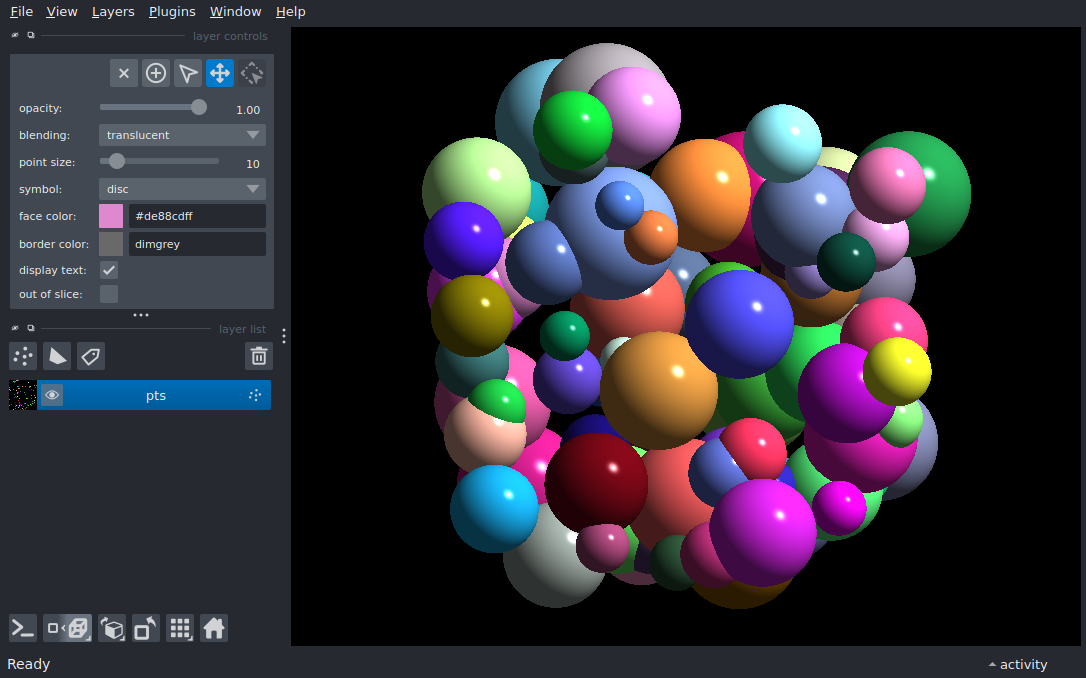 File View Layers Plugins Window Help
layer controls
opacity: 1.00
blending: translucent
point size: 10
symbol: disc
face color: #de88cdff
border color: dimgrey
display text:
out of slice:
layer list
pts
Ready
activity